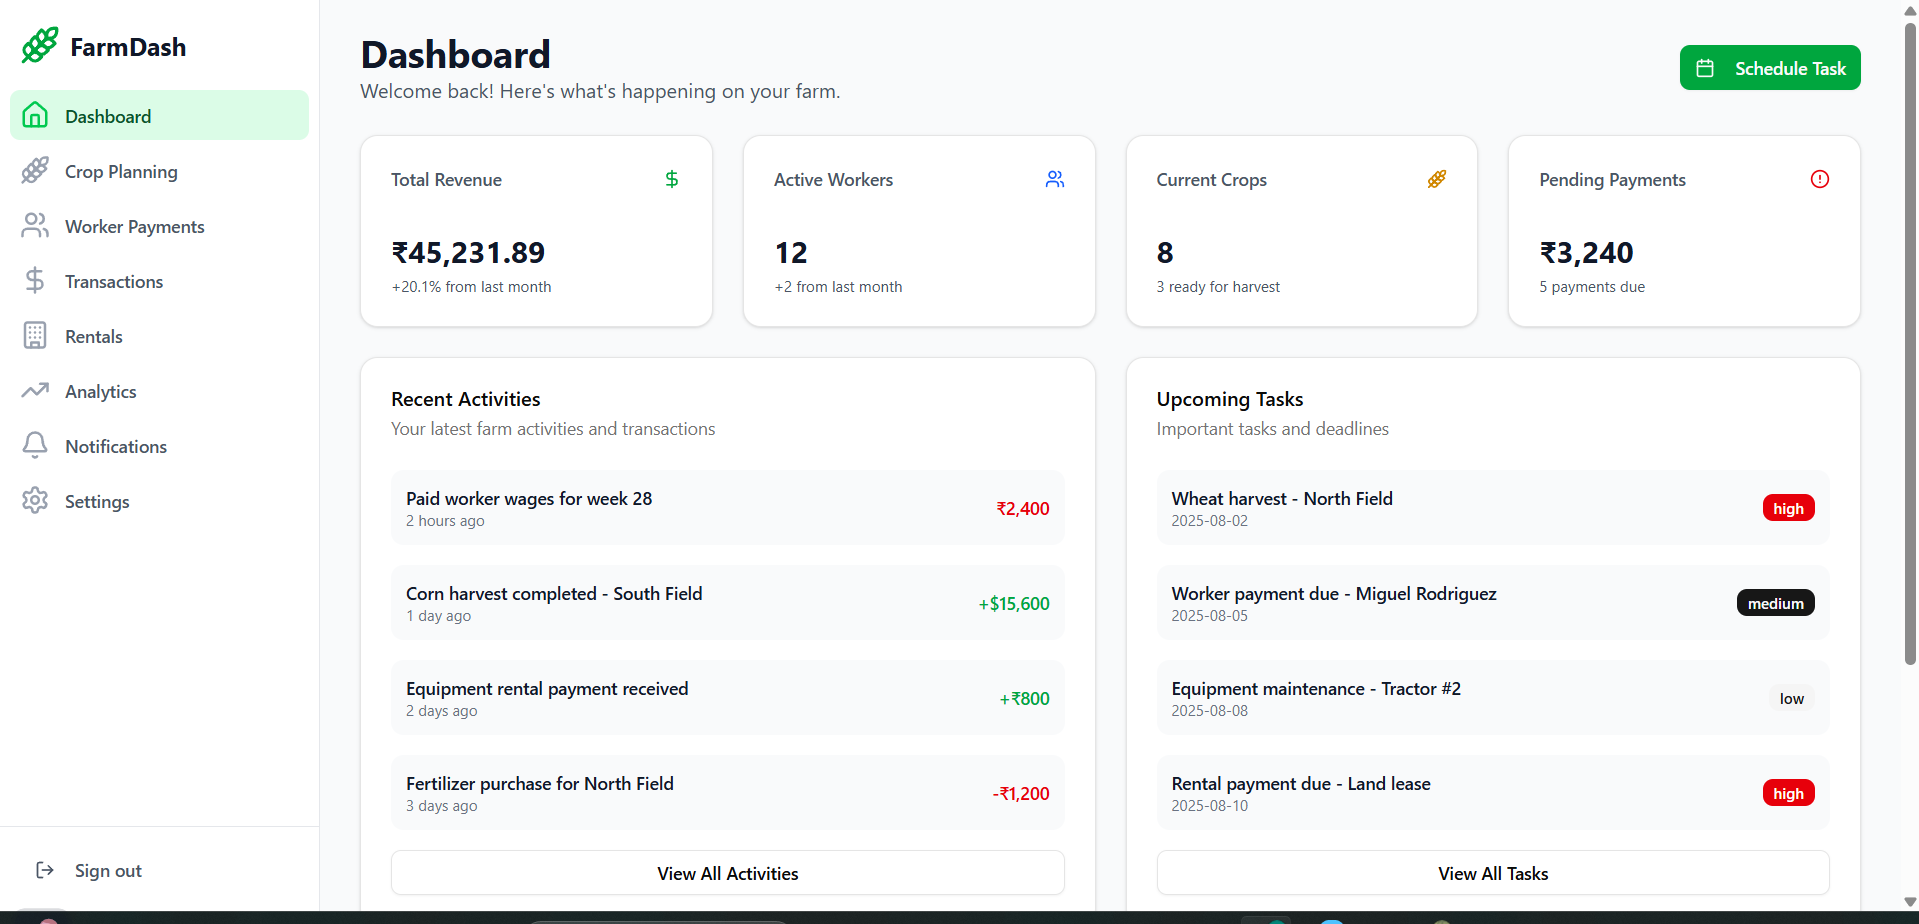 FarmDash
Dashboard
Crop Planning
Worker Payments
Transactions
Rentals
Analytics
Notifications
Settings
Sign out
Dashboard
Welcome back! Here's what's happening on your farm.
Schedule Task
Total Revenue
$
₹45,231.89
+20.1% from last month
Active Workers
12
+2 from last month
Current Crops
8
3 ready for harvest
Pending Payments
₹3,240
5 payments due
Recent Activities
Your latest farm activities and transactions
Paid worker wages for week 28
2 hours ago
₹2,400
Corn harvest completed - South Field
1 day ago
+$15,600
Equipment rental payment received
2 days ago
+₹800
Fertilizer purchase for North Field
3 days ago
-₹1,200
View All Activities
Upcoming Tasks
Important tasks and deadlines
Wheat harvest - North Field
2025-08-02
high
Worker payment due - Miguel Rodriguez
2025-08-05
medium
Equipment maintenance - Tractor #2
2025-08-08
low
Rental payment due - Land lease
2025-08-10
high
View All Tasks